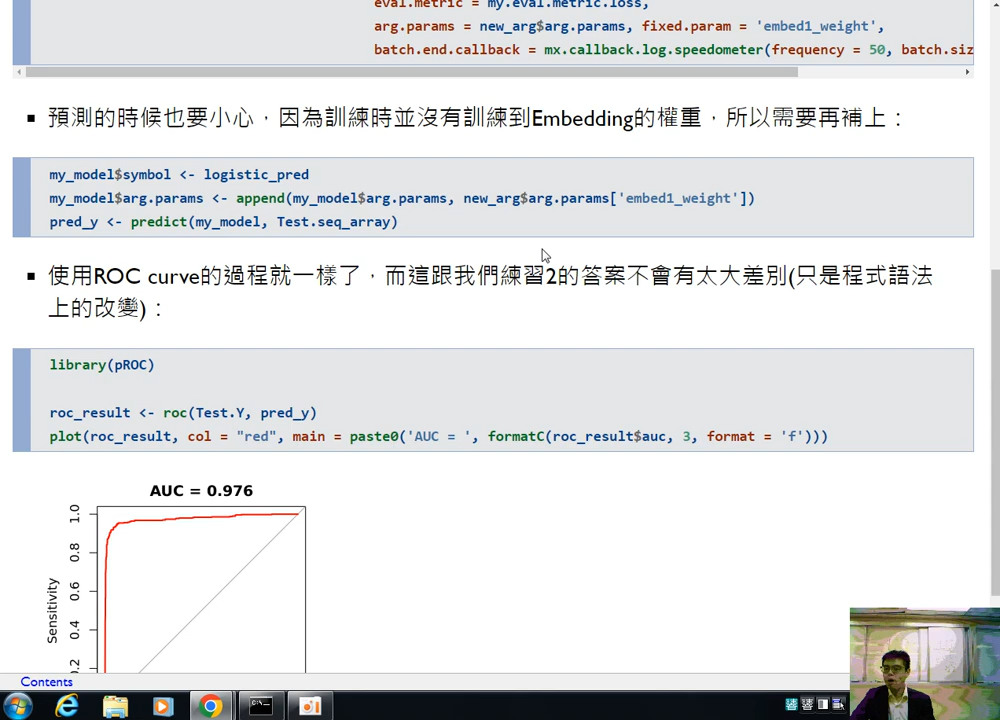 eval.metric = my.eval.metric.loss,
arg.params = new_arg$arg.params, fixed.param = 'embed1_weight',
batch.end.callback = mx.callback.log.speedometer(frequency = 50, batch.siz
▪ 預測的時候也要小心，因為訓練時並沒有訓練到Embedding的權重，所以需要再補上：
my_model$symbol <- logistic_pred
my_model$arg.params <- append(my_model$arg.params, new_arg$arg.params['embed1_weight'])
pred_y <- predict(my_model, Test.seq_array)
▪ 使用ROC curve的過程就一樣了，而這跟我們練習2的答案不會有太大差別(只是程式語法
上的改變)：
library(pROC)
roc_result <- roc(Test.Y, pred_y)
plot(roc_result, col = "red", main = paste0('AUC = ', formatC(roc_result$auc, 3, format = 'f')))
AUC = 0.976
Sensitivity
1.0
0.8
0.6
0.4
0.2
Contents